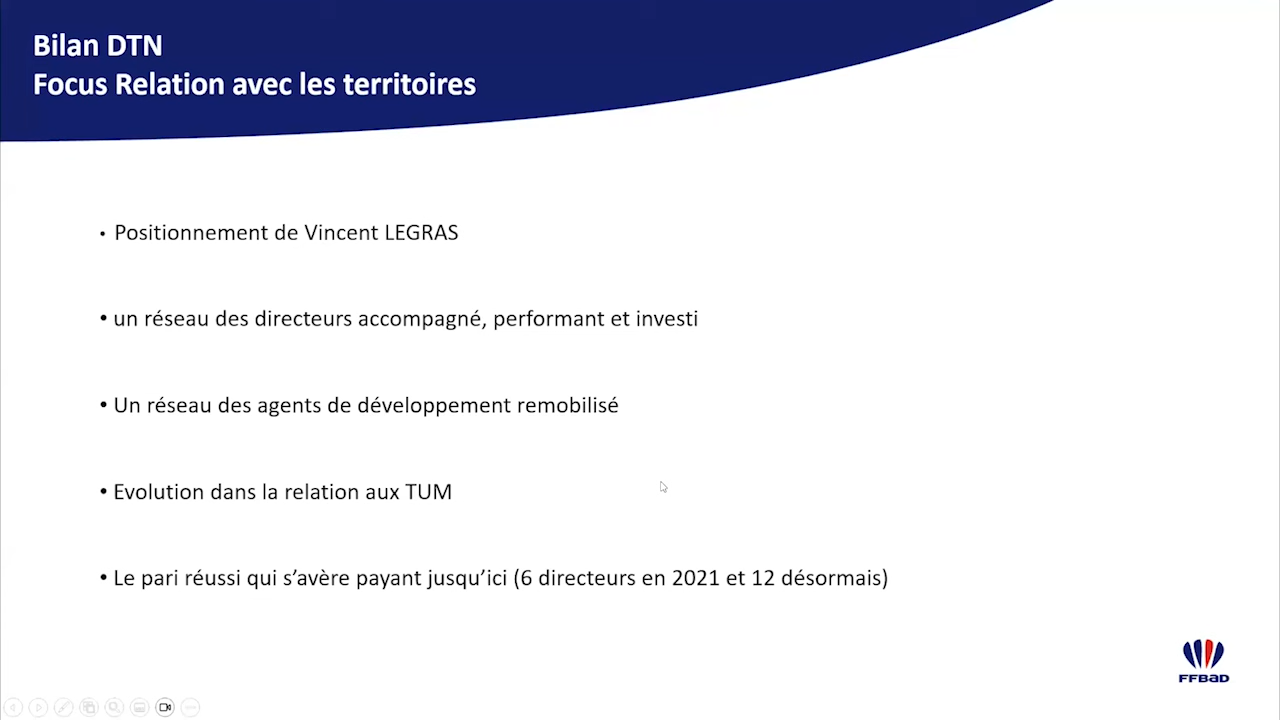 Bilan DTN
Focus Relation avec les territoires
• Positionnement de Vincent LEGRAS
• un réseau des directeurs accompagné, performant et investi
• Un réseau des agents de développement remobilisé
• Evolution dans la relation aux TUM
• Le pari réussi qui s’avère payant jusqu’ici (6 directeurs en 2021 et 12 désormais)
FFBaD